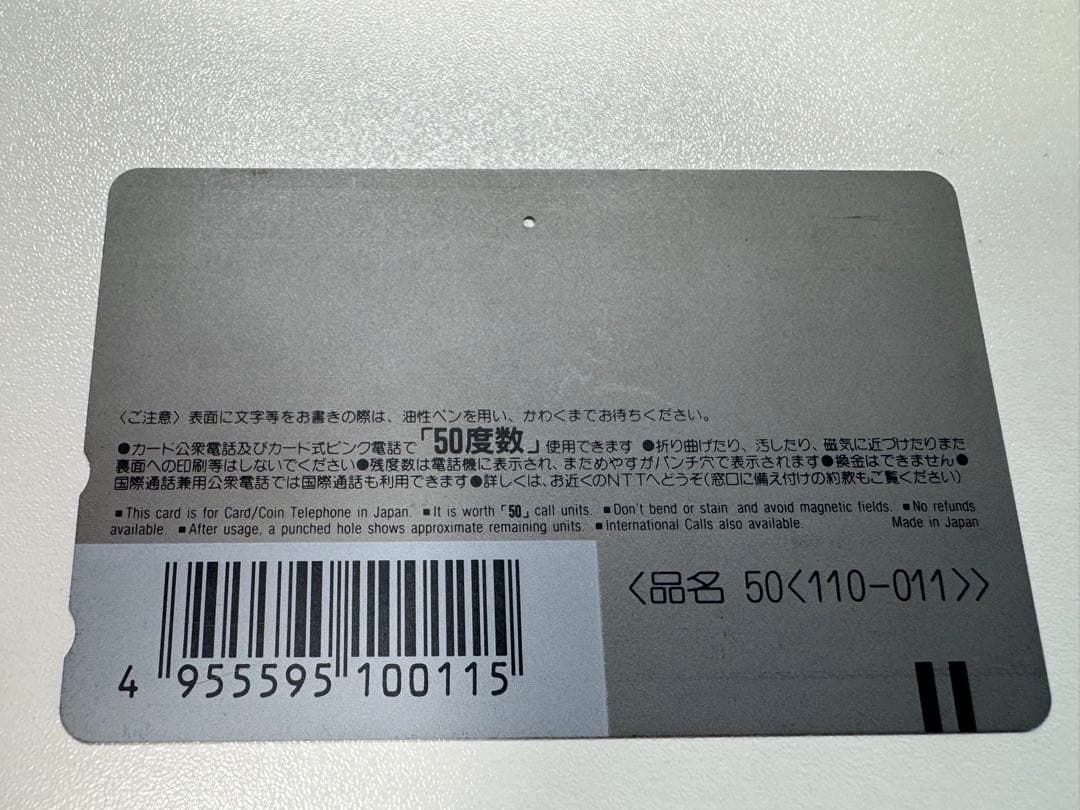 〈ご注意〉表面に文字等をお書きの際は、油性ペンを用い、かわくまでお待ちください。
●カード公衆電話及びカード式ピンク電話で「50度数」使用できます ●折り曲げたり、汚したり、磁気に近づけたりまた
裏面への印刷等はしないでください●残度数は電話機に表示され、まためやすがパンチ穴で表示されます●換金はできません●
国際通話兼用公衆電話では国際通話も利用できます●詳しくは、お近くのNTTへどうぞ(窓口に備え付けの約款もご覧ください)
■This card is for Card/Coin Telephone in Japan. ■It is worth「50」call units. ■Don't bend or stain and avoid magnetic fields. ■No refunds
available. ■After usage, a punched hole shows approximate remaining units. ■International Calls also available. Made in Japan
〈品名 50〈110-011〉〉
4 955595 100115